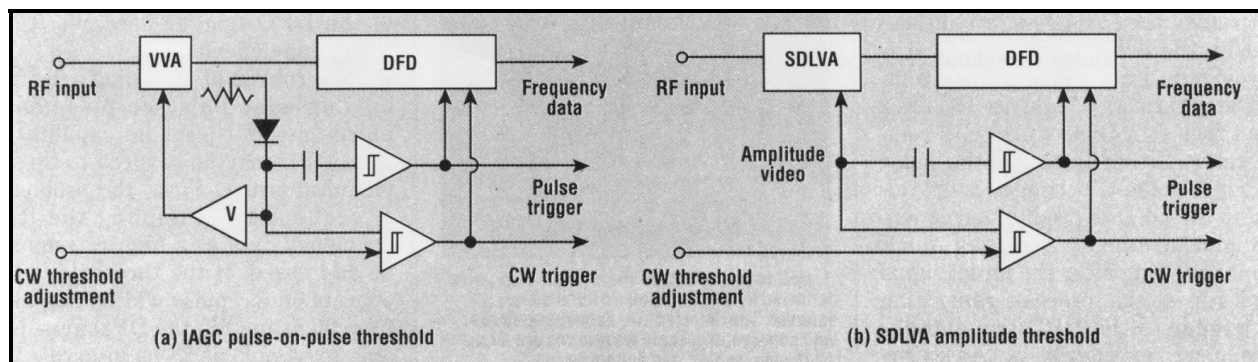 VVA
DFD
RF input
Frequency
data
V
Pulse
trigger
CW threshold
adjustment
CW trigger
(a) IAGC pulse-on-pulse threshold
SDLVA
DFD
RF input
Frequency
data
Amplitude
video
Pulse
trigger
CW threshold
adjustment
CW trigger
(b) SDLVA amplitude threshold